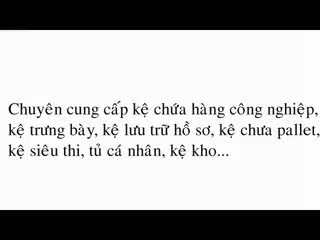 Chuyên cung cấp kệ chứa hàng công nghiệp,
kệ trưng bày, kệ lưu trữ hồ sơ, kệ chưa pallet,
kệ siêu thi, tủ cá nhân, kệ kho...